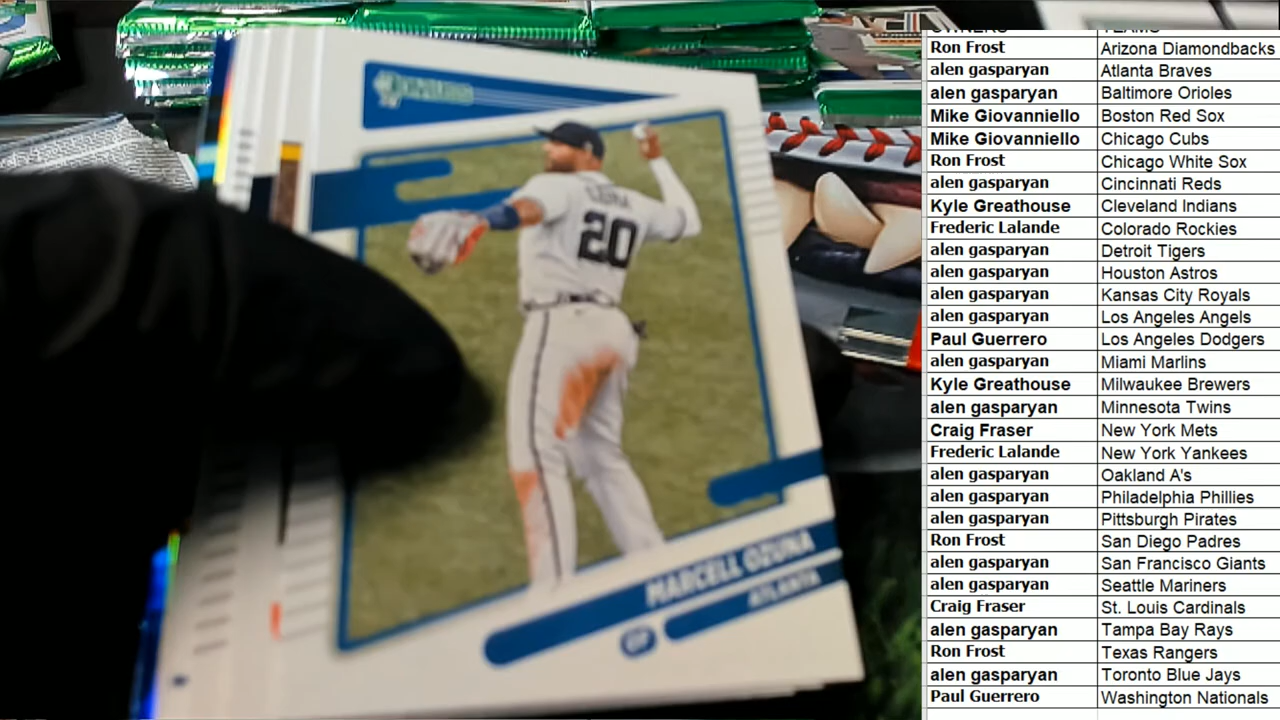 DONRUSS
20
MARCELL OZUNA
ATLANTA
OF
OWNERS TEAMS
Ron Frost Arizona Diamondbacks
alen gasparyan Atlanta Braves
alen gasparyan Baltimore Orioles
Mike Giovanniello Boston Red Sox
Mike Giovanniello Chicago Cubs
Ron Frost Chicago White Sox
alen gasparyan Cincinnati Reds
Kyle Greathouse Cleveland Indians
Frederic Lalande Colorado Rockies
alen gasparyan Detroit Tigers
alen gasparyan Houston Astros
alen gasparyan Kansas City Royals
alen gasparyan Los Angeles Angels
Paul Guerrero Los Angeles Dodgers
alen gasparyan Miami Marlins
Kyle Greathouse Milwaukee Brewers
alen gasparyan Minnesota Twins
Craig Fraser New York Mets
Frederic Lalande New York Yankees
alen gasparyan Oakland A's
alen gasparyan Philadelphia Phillies
alen gasparyan Pittsburgh Pirates
Ron Frost San Diego Padres
alen gasparyan San Francisco Giants
alen gasparyan Seattle Mariners
Craig Fraser St. Louis Cardinals
alen gasparyan Tampa Bay Rays
Ron Frost Texas Rangers
alen gasparyan Toronto Blue Jays
Paul Guerrero Washington Nationals